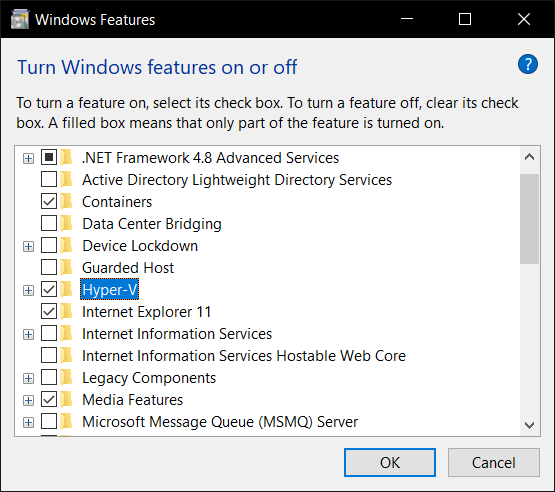 Windows Features
Turn Windows features on or off
?
To turn a feature on, select its check box. To turn a feature off, clear its check
box. A filled box means that only part of the feature is turned on.
.NET Framework 4.8 Advanced Services
Active Directory Lightweight Directory Services
Containers
Data Center Bridging
Device Lockdown
Guarded Host
Hyper-V
Internet Explorer 11
Internet Information Services
Internet Information Services Hostable Web Core
Legacy Components
Media Features
Microsoft Message Queue (MSMQ) Server
OK
Cancel